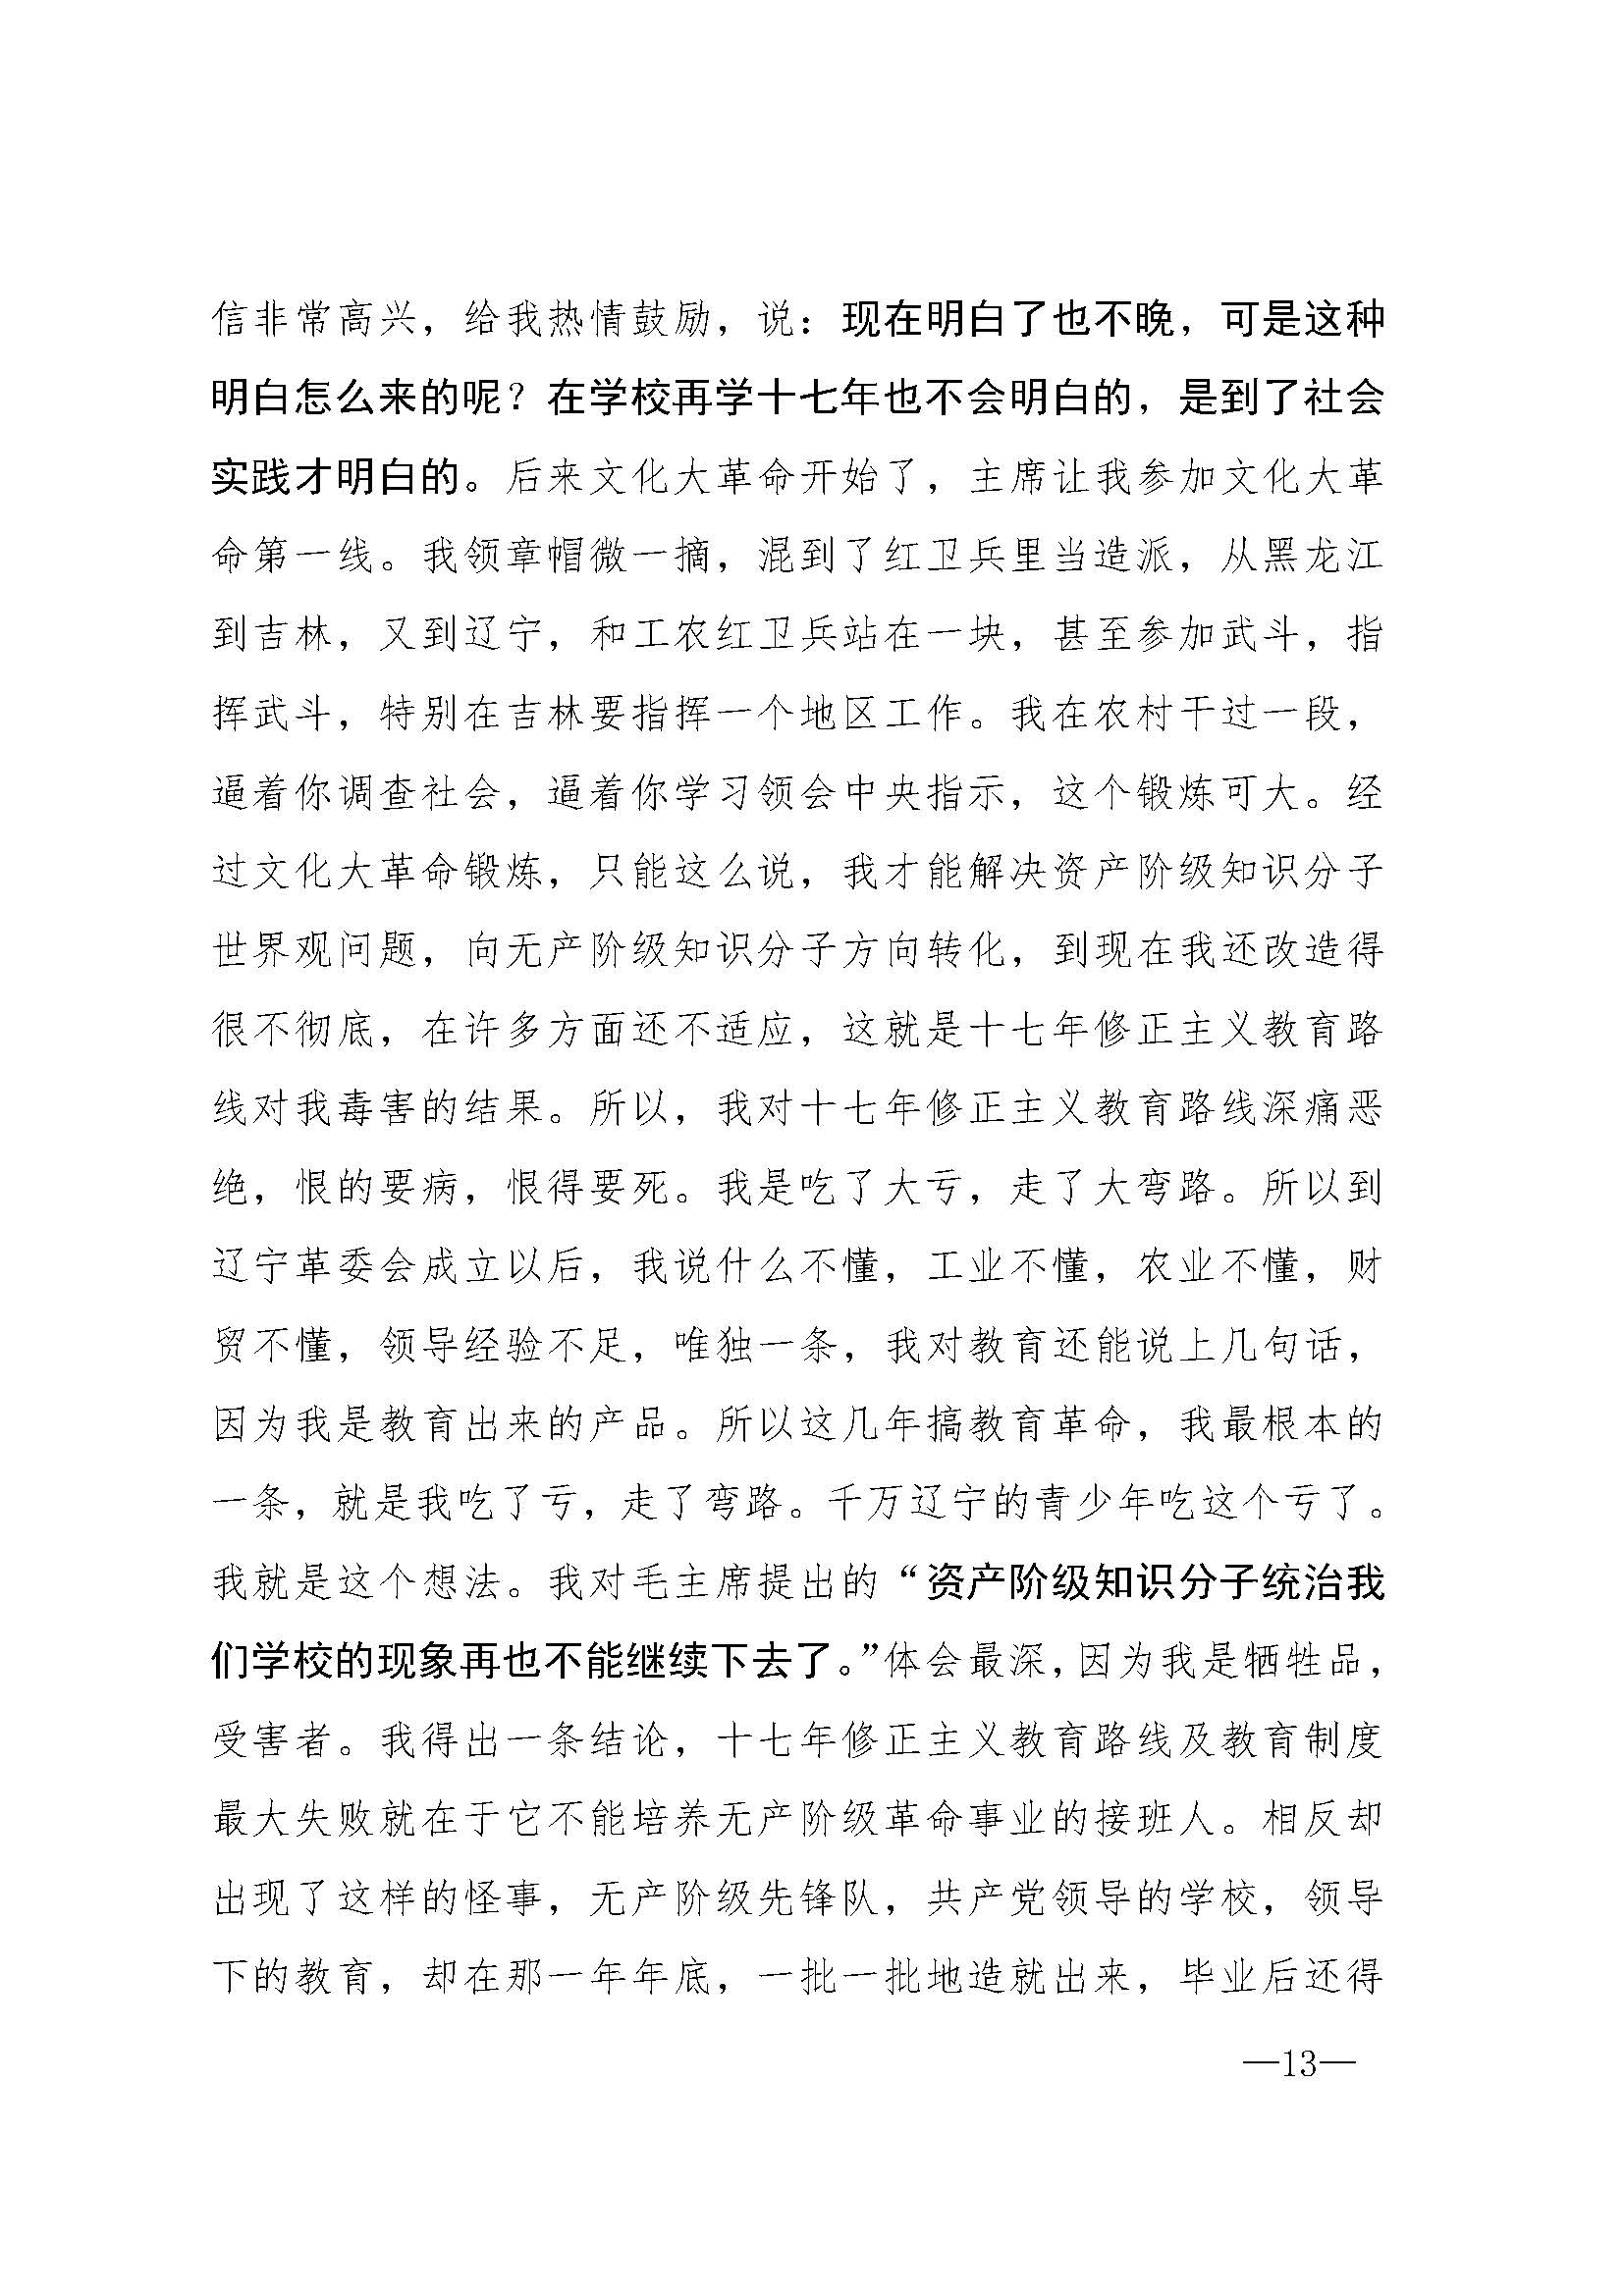 信非常高兴，给我热情鼓励，说：现在明白了也不晚，可是这种
明白怎么来的呢？在学校再学十七年也不会明白的，是到了社会
实践才明白的。后来文化大革命开始了，主席让我参加文化大革
命第一线。我领章帽微一摘，混到了红卫兵里当造派，从黑龙江
到吉林，又到辽宁，和工农红卫兵站在一块，甚至参加武斗，指
挥武斗，特别在吉林要指挥一个地区工作。我在农村干过一段，
逼着你调查社会，逼着你学习领会中央指示，这个锻炼可大。经
过文化大革命锻炼，只能这么说，我才能解决资产阶级知识分子
世界观问题，向无产阶级知识分子方向转化，到现在我还改造得
很不彻底，在许多方面还不适应，这就是十七年修正主义教育路
线对我毒害的结果。所以，我对十七年修正主义教育路线深痛恶
绝，恨的要病，恨得要死。我是吃了大亏，走了大弯路。所以到
辽宁革委会成立以后，我说什么不懂，工业不懂，农业不懂，财
贸不懂，领导经验不足，唯独一条，我对教育还能说上几句话，
因为我是教育出来的产品。所以这几年搞教育革命，我最根本的
一条，就是我吃了亏，走了弯路。千万辽宁的青少年吃这个亏了。
我就是这个想法。我对毛主席提出的“资产阶级知识分子统治我
们学校的现象再也不能继续下去了。”体会最深，因为我是牺牲品，
受害者。我得出一条结论，十七年修正主义教育路线及教育制度
最大失败就在于它不能培养无产阶级革命事业的接班人。相反却
出现了这样的怪事，无产阶级先锋队，共产党领导的学校，领导
下的教育，却在那一年年底，一批一批地造就出来，毕业后还得
—13—